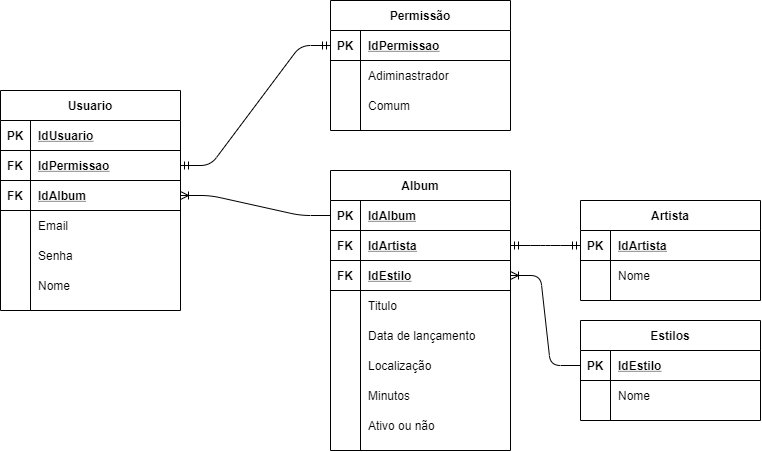 Permissão
PK IdPermissao
Adiminastrador
Comum
Usuario
PK IdUsuario
FK IdPermissao
FK IdAlbum
Email
Senha
Nome
Album
PK IdAlbum
FK IdArtista
FK IdEstilo
Titulo
Data de lançamento
Localização
Minutos
Ativo ou não
Artista
PK IdArtista
Nome
Estilos
PK IdEstilo
Nome